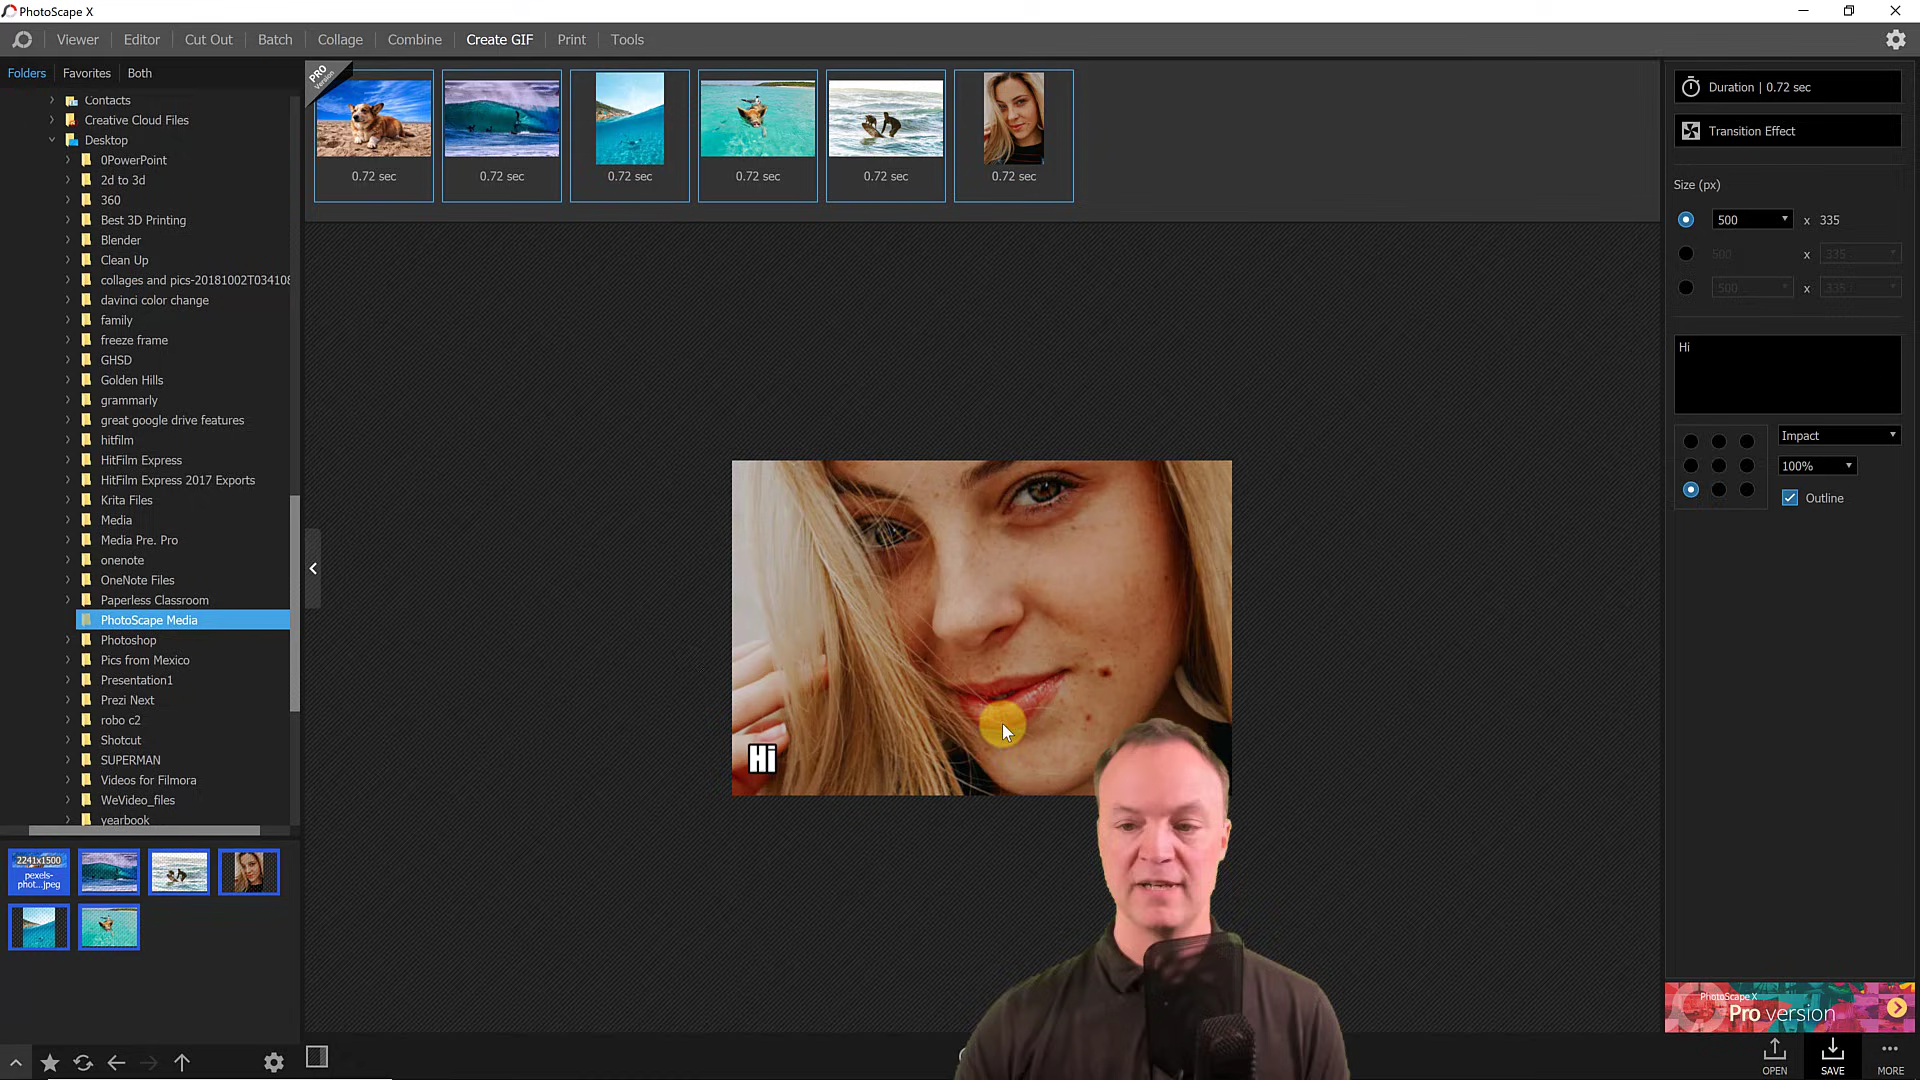 PhotoScape X
Viewer Editor Cut Out Batch Collage Combine Create GIF Print Tools
Folders Favorites Both
PRO Version
Contacts
Creative Cloud Files
Desktop
0PowerPoint
2d to 3d
360
Best 3D Printing
Blender
Clean Up
collages and pics-20181002T034108
davinci color change
family
freeze frame
GHSD
Golden Hills
grammarly
great google drive features
hitfilm
HitFilm Express
HitFilm Express 2017 Exports
Krita Files
Media
Media Pre. Pro
onenote
OneNote Files
Paperless Classroom
PhotoScape Media
Photoshop
Pics from Mexico
Presentation1
Prezi Next
robo c2
Shotcut
SUPERMAN
Videos for Filmora
WeVideo_files
yearbook
2241x1500
pexels-
phot...jpeg
0.72 sec 0.72 sec 0.72 sec 0.72 sec 0.72 sec 0.72 sec
Hi
Duration | 0.72 sec
Transition Effect
Size (px)
500 x 335
500 x 335
500 x 335
Hi
Impact
100%
Outline
PhotoScape X
Pro version
OPEN SAVE MORE